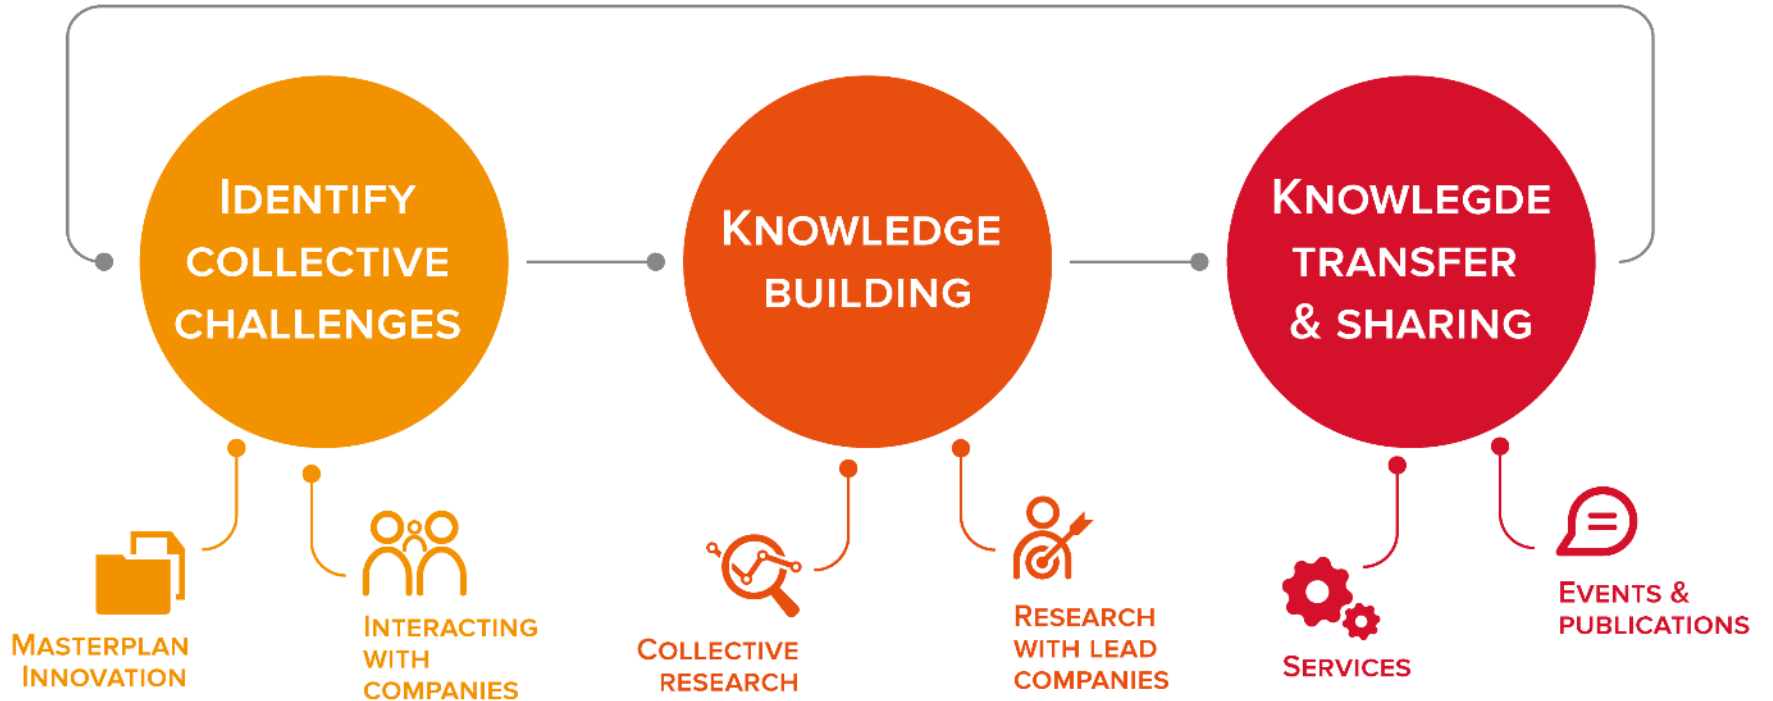 Identify
collective
challenges
Knowledge
building
Knowlegde
transfer
& sharing
Masterplan
Innovation
Interacting
with
companies
Collective
research
Research
with lead
companies
Services
Events &
publications